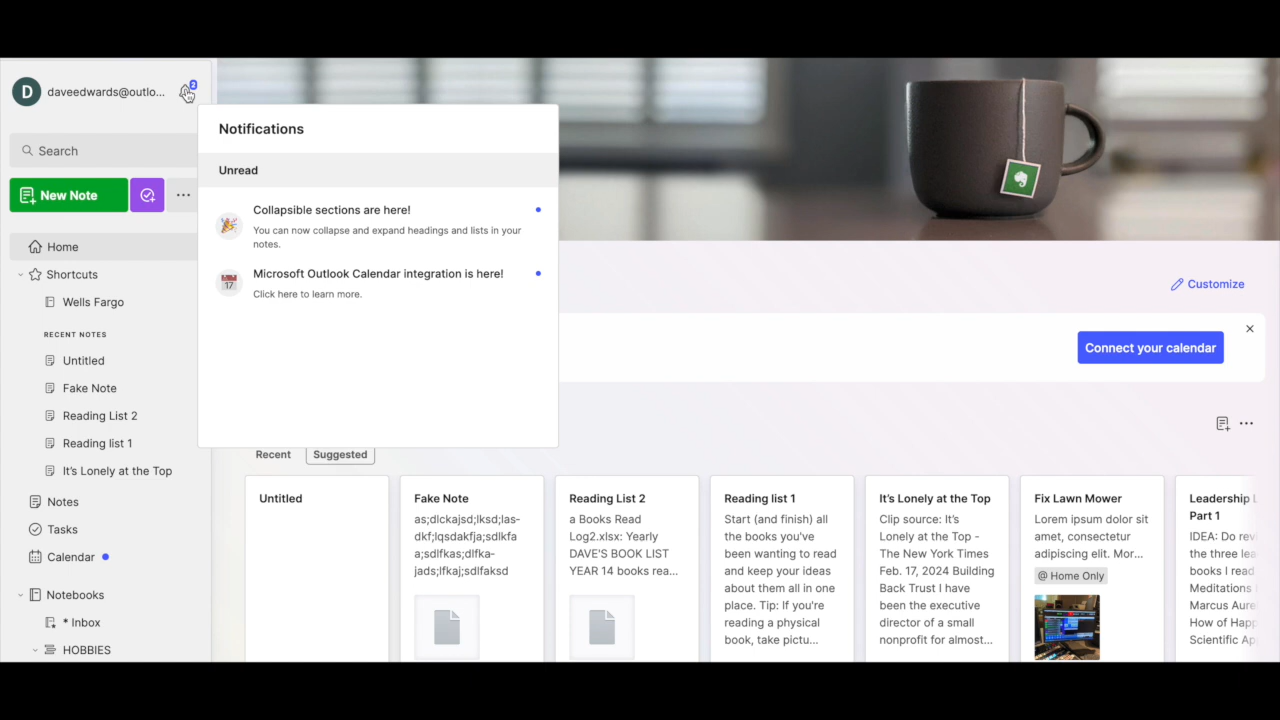 D
daveedwards@outlo...
2
Notifications
Search
Unread
New Note
Collapsible sections are here!
You can now collapse and expand headings and lists in your
notes.
Home
Shortcuts
Microsoft Outlook Calendar integration is here!
17
Click here to learn more.
Customize
Wells Fargo
RECENT NOTES
Connect your calendar
Untitled
Fake Note
Reading List 2
Reading list 1
It's Lonely at the Top
Recent
Suggested
Notes
Tasks
Calendar
Notebooks
* Inbox
HOBBIES
Untitled
Fake Note
as;dlckajsd;lksd;las-
dkf;lqsdakfja;sdlkfa
a;sdlfkas;dlfka-
jads;lfkaj;sdlfaksd
Reading List 2
a Books Read
Log2.xlsx: Yearly
DAVE'S BOOK LIST
YEAR 14 books rea...
Reading list 1
Start (and finish) all
the books you've
been wanting to read
and keep your ideas
about them all in one
place. Tip: If you're
reading a physical
book, take pictu...
It's Lonely at the Top
Clip source: It's
Lonely at the Top -
The New York Times
Feb. 17, 2024 Building
Back Trust I have
been the executive
director of a small
nonprofit for almost...
Fix Lawn Mower
Lorem ipsum dolor sit
amet, consectetur
adipiscing elit. Mor...
@ Home Only
Leadership
Part 1
IDEA: Do
the three
books I read
Meditations
Marcus
How of
Scientific